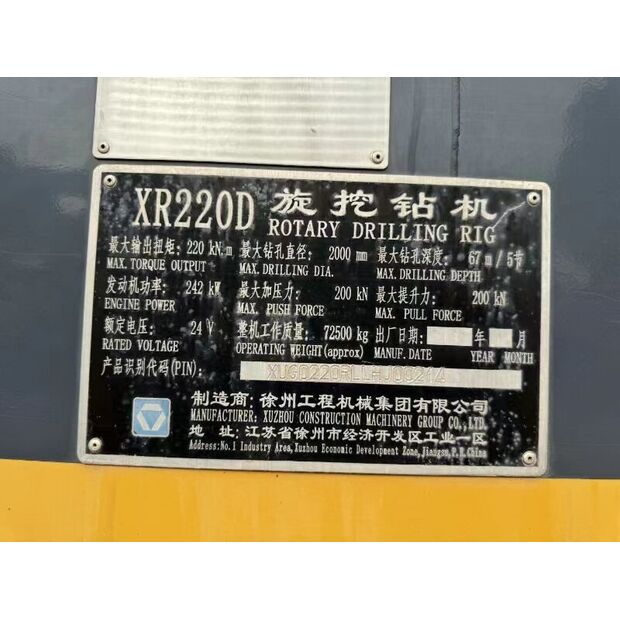 XR220D 旋挖钻机
ROTARY DRILLING RIG
最大输出扭矩: 220 kN.m 最大钻孔直径: 2000 mm 最大钻孔深度: 67 m / 5节
MAX. TORQUE OUTPUT MAX. DRILLING DIA. MAX. DRILLING DEPTH
发动机功率: 242 kW 最大加压力: 200 kN 最大提升力: 200 kN
ENGINE POWER MAX. PUSH FORCE MAX. PULL FORCE
额定电压: 24 V 整机工作质量: 72500 kg 出厂日期: 年 月
RATED VOLTAGE OPERATING WEIGHT (approx) MANUF. DATE YEAR MONTH
产品识别代码(PIN):
制造商: 徐州工程机械集团有限公司
MANUFACTURER: XUZHOU CONSTRUCTION MACHINERY GROUP CO., LTD.
地 址: 江苏省徐州市经济开发区工业一区
Address: No. 1 Industry Area, Xuzhou Economic Development Zone, Jiangsu, P.R. China